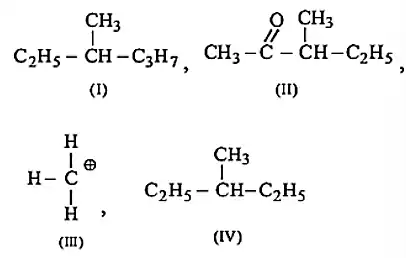 CH₃
C₂H₅ – CH – C₃H₇ ,
(I)
O CH₃
CH₃ – C – CH – C₂H₅ ,
(II)
H
H – C ⊕
H ,
(III)
CH₃
C₂H₅ – CH – C₂H₅
(IV)